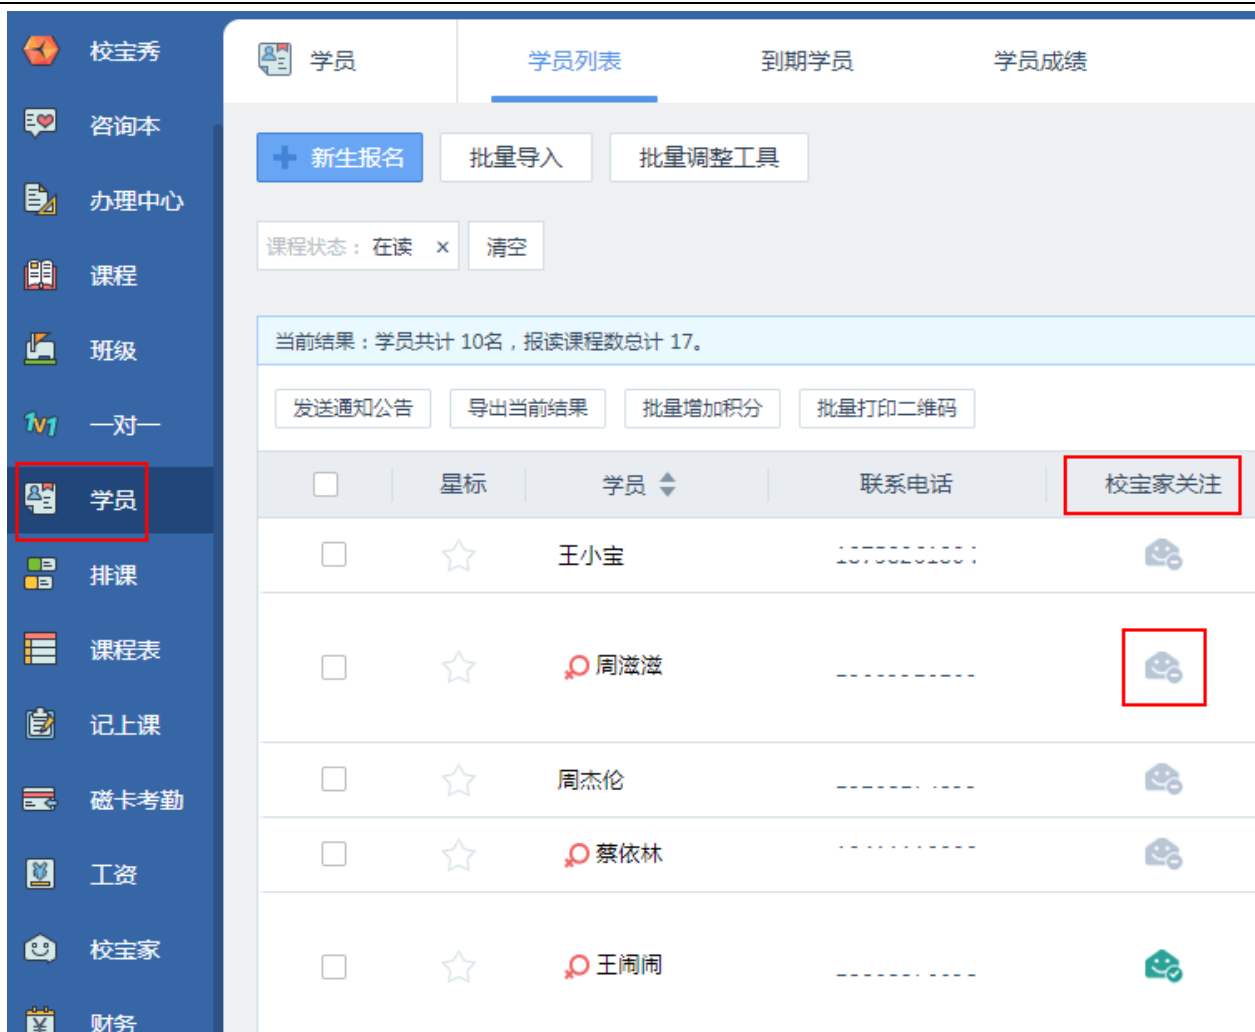 校宝秀
咨询本
办理中心
课程
班级
1v1 一对一
学员
排课
课程表
记上课
磁卡考勤
工资
校宝家
财务
学员 学员列表 到期学员 学员成绩
新生报名 批量导入 批量调整工具
课程状态：在读 × 清空
当前结果：学员共计 10名，报读课程数总计 17。
发送通知公告 导出当前结果 批量增加积分 批量打印二维码
星标 学员 联系电话 校宝家关注
王小宝
周滋滋
周杰伦
蔡依林
王闹闹